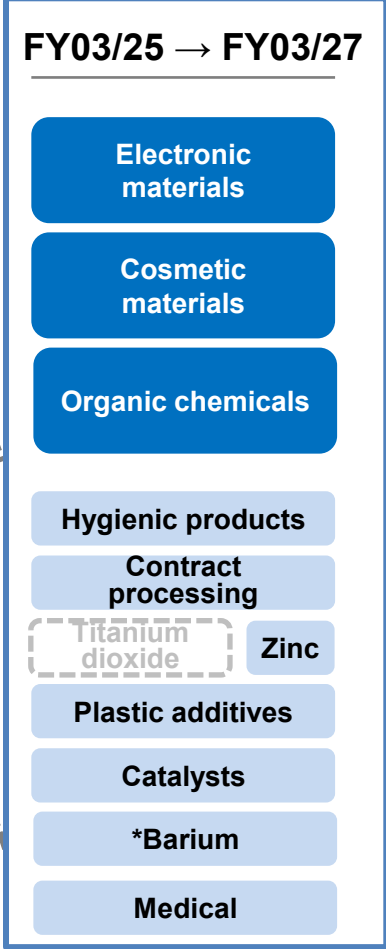 FY03/25 → FY03/27
Electronic
materials
Cosmetic
materials
Organic chemicals
Hygienic products
Contract
processing
Titanium
dioxide
Zinc
Plastic additives
Catalysts
*Barium
Medical